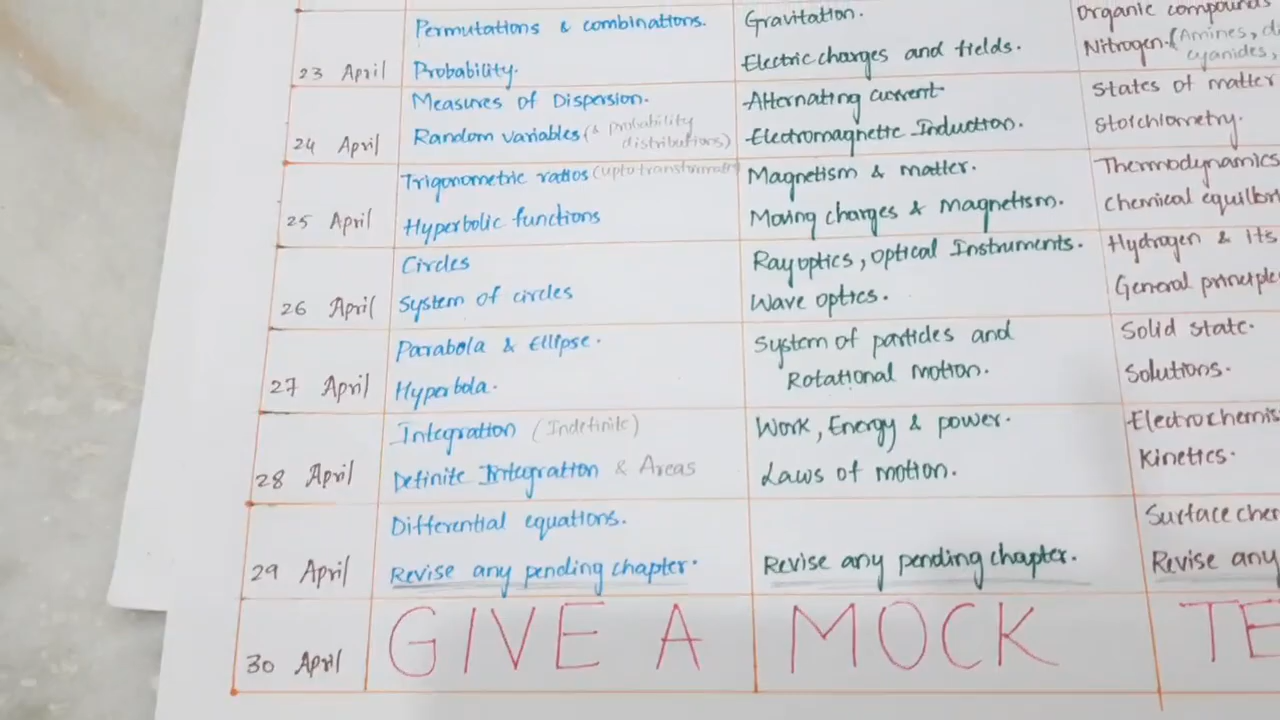 Permutations & combinations.
Gravitation.
Organic compounds
23 April
Probability.
Electric charges and fields.
Nitrogen. (Amines,
cyanides,
Measures of Dispersion.
Alternating current
States of matter
24 April
Random variables (& probability distributions)
Electromagnetic Induction.
Stoichiometry.
Trigonometric ratios (upto transformatn)
Magnetism & matter.
Thermodynamics
25 April
Hyperbolic functions
Moving charges & magnetism.
Chemical
Circles
Ray optics, Optical Instruments.
Hydrogen & its
26 April
System of circles
Wave optics.
General principle
Parabola & Ellipse.
System of particles and
Solid state.
27 April
Hyperbola.
Rotational motion.
Solutions.
Integration (Indefinite)
Work, Energy & power.
28 April
Definite Integration & Areas
Laws of motion.
Kinetics.
Differential equations.
Surface
29 April
Revise any pending chapter.
Revise any pending chapter.
Revise any
30 April
GIVE A MOCK TE